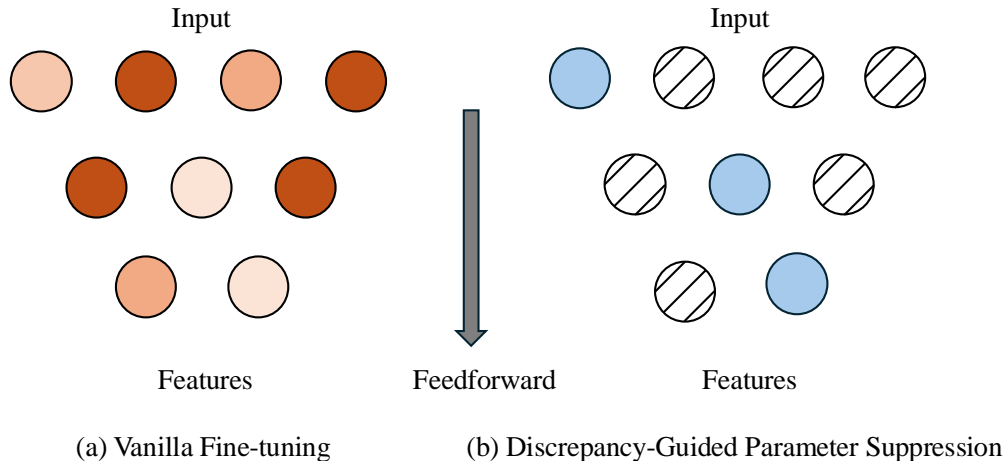 Input
Input
Features
Feedforward
Features
(a) Vanilla Fine-tuning
(b) Discrepancy-Guided Parameter Suppression